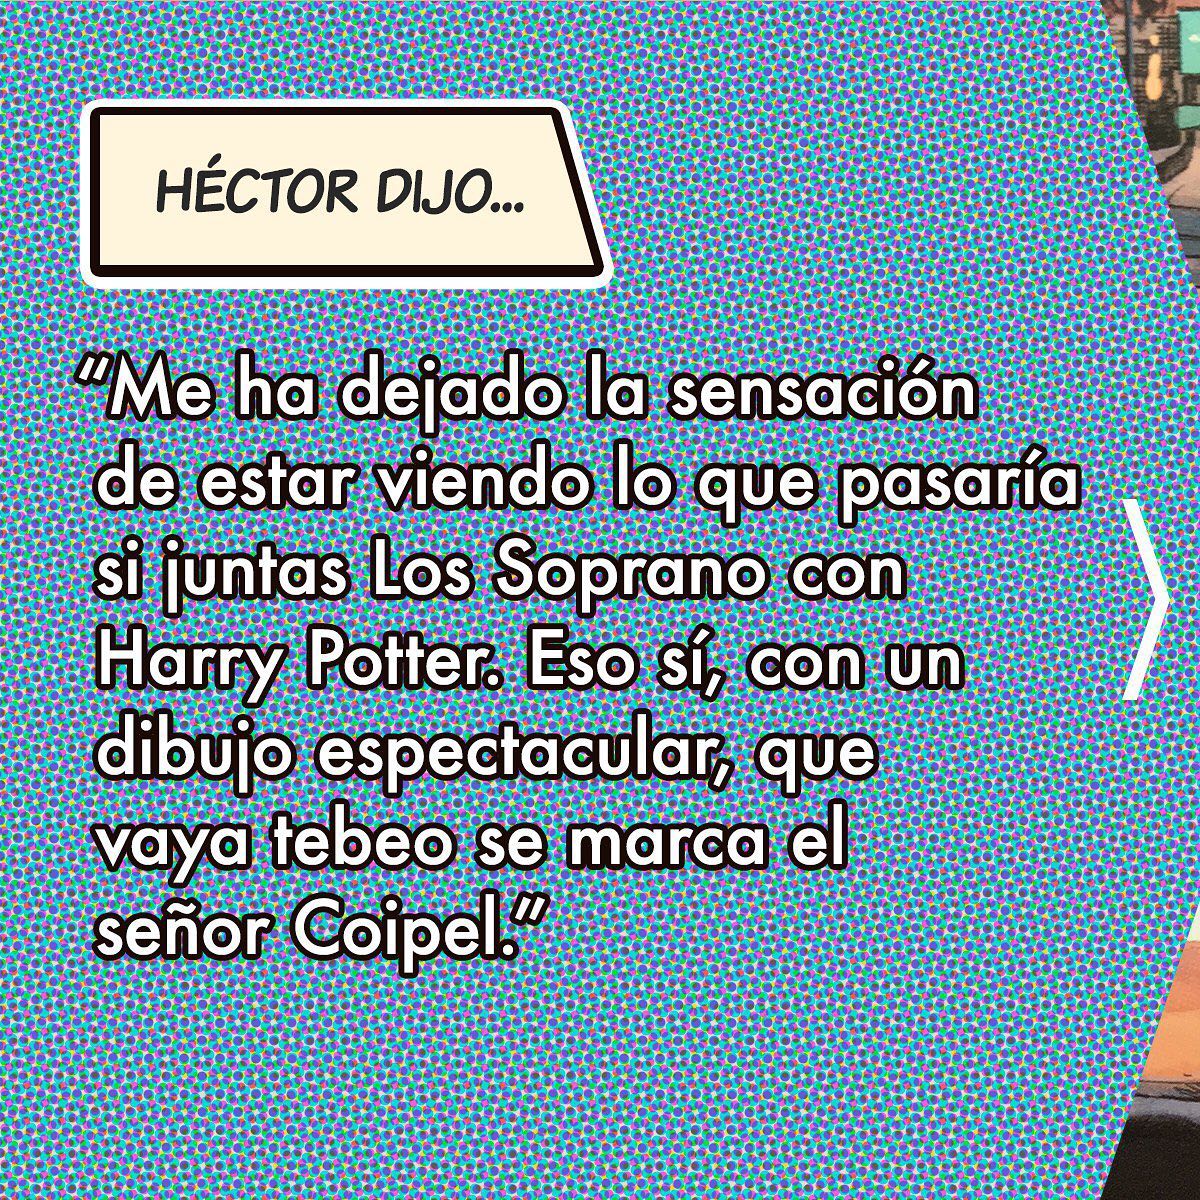 HÉCTOR DIJO...
“Me ha dejado la sensación
de estar viendo lo que pasaría
si juntas Los Soprano con
Harry Potter. Eso sí, con un
dibujo espectacular, que
vaya tebeo se marca el
señor Coipel.”